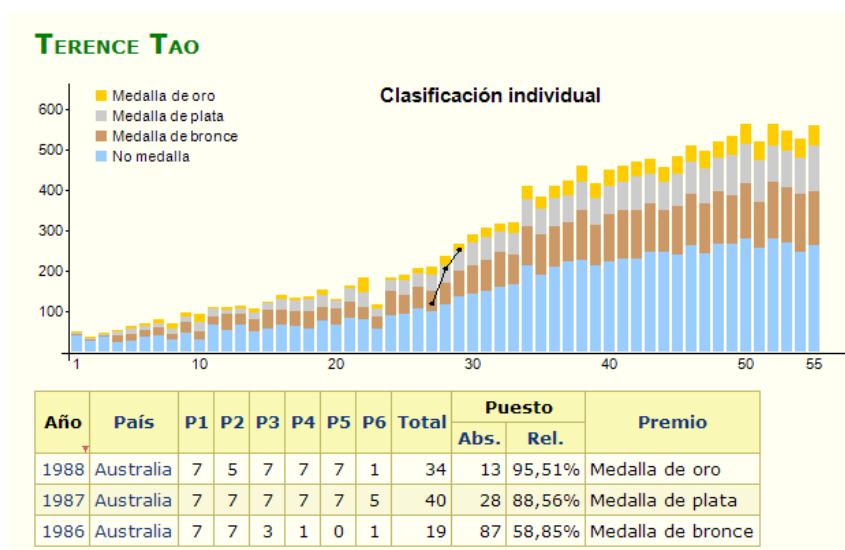 TERENCE TAO
Clasificación individual
Medalla de oro
Medalla de plata
Medalla de bronce
No medalla
600
500
400
300
200
100
1 10 20 30 40 50 55
Año País P1 P2 P3 P4 P5 P6 Total Puesto Premio
Abs. Rel.
1988 Australia 7 5 7 7 7 1 34 13 95,51% Medalla de oro
1987 Australia 7 7 7 7 7 5 40 28 88,56% Medalla de plata
1986 Australia 7 7 3 1 0 1 19 87 58,85% Medalla de bronce